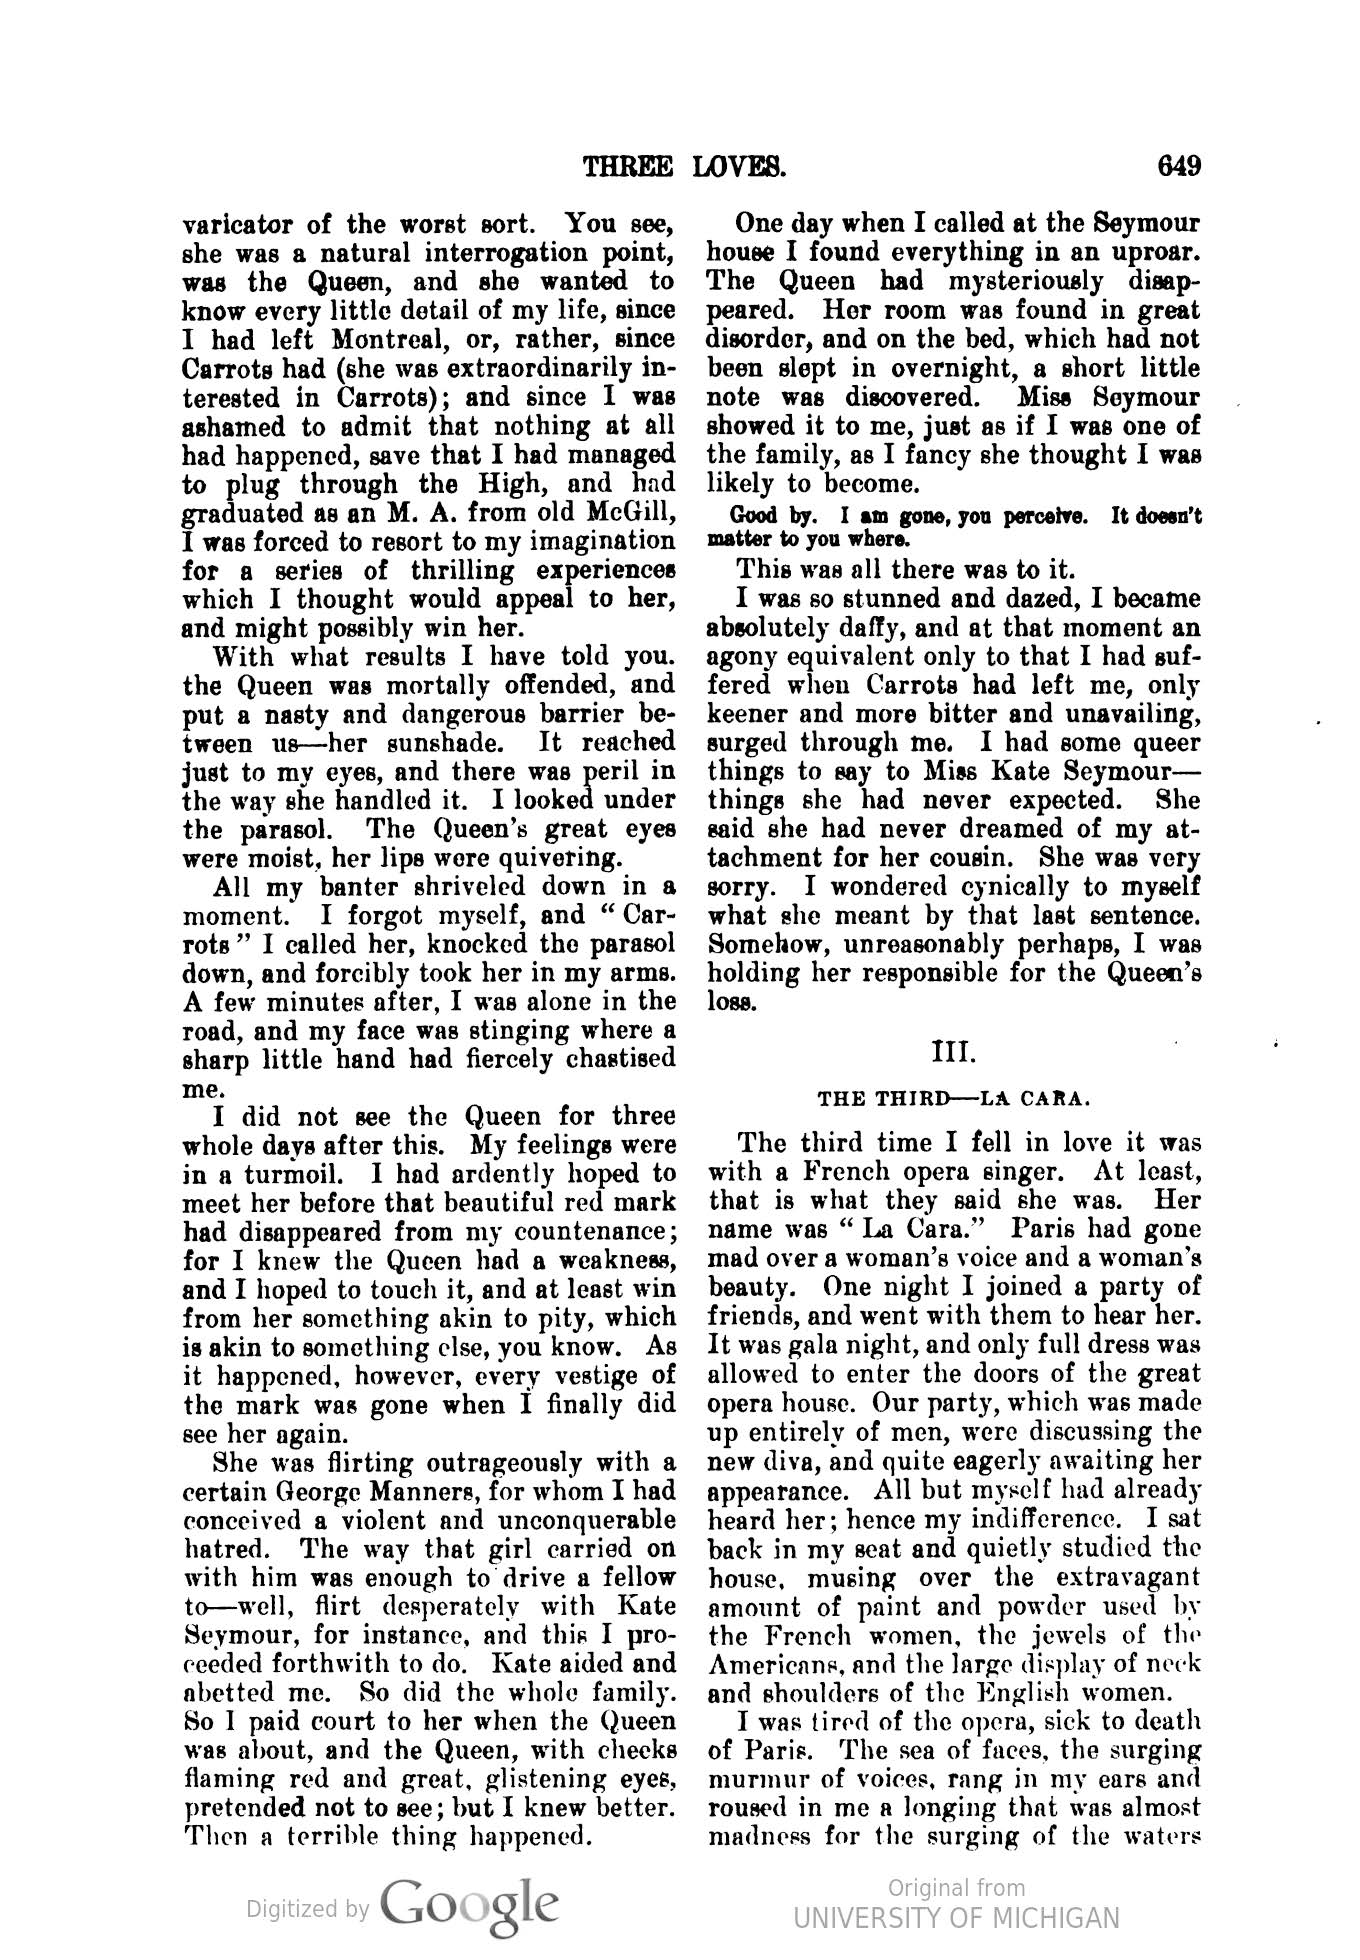 THREE LOVES. 649
varicator of the worst sort. You see,
she was a natural interrogation point,
was the Queen, and she wanted to
know every little detail of my life, since
I had left Montreal, or, rather, since
Carrots had (she was extraordinarily in-
terested in Carrots); and since I was
ashamed to admit that nothing at all
had happened, save that I had managed
to plug through the High, and had
graduated as an M. A. from old McGill,
I was forced to resort to my imagination
for a series of thrilling experiences
which I thought would appeal to her,
and might possibly win her.
With what results I have told you.
the Queen was mortally offended, and
put a nasty and dangerous barrier be-
tween us—her sunshade. It reached
just to my eyes, and there was peril in
the way she handled it. I looked under
the parasol. The Queen's great eyes
were moist, her lips were quivering.
All my banter shriveled down in a
moment. I forgot myself, and "Car-
rots" I called her, knocked the parasol
down, and forcibly took her in my arms.
A few minutes after, I was alone in the
road, and my face was stinging where a
sharp little hand had fiercely chastised
me.
I did not see the Queen for three
whole days after this. My feelings were
in a turmoil. I had ardently hoped to
meet her before that beautiful red mark
had disappeared from my countenance;
for I knew the Queen had a weakness,
and I hoped to touch it, and at least win
from her something akin to pity, which
is akin to something else, you know. As
it happened, however, every vestige of
the mark was gone when I finally did
see her again.
She was flirting outrageously with a
certain George Manners, for whom I had
conceived a violent and unconquerable
hatred. The way that girl carried on
with him was enough to drive a fellow
to—well, flirt desperately with Kate
Seymour, for instance, and this I pro-
ceeded forthwith to do. Kate aided and
abetted me. So did the whole family.
So I paid court to her when the Queen
was about, and the Queen, with cheeks
flaming red and great, glistening eyes,
pretended not to see; but I knew better.
Then a terrible thing happened.
One day when I called at the Seymour
house I found everything in an uproar.
The Queen had mysteriously disap-
peared. Her room was found in great
disorder, and on the bed, which had not
been slept in overnight, a short little
note was discovered. Miss Seymour
showed it to me, just as if I was one of
the family, as I fancy she thought I was
likely to become.
Good by. I am gone, you perceive. It doesn't
matter to you where.
This was all there was to it.
I was so stunned and dazed, I became
absolutely daffy, and at that moment an
agony equivalent only to that I had suf-
fered when Carrots had left me, only
keener and more bitter and unavailing,
surged through me. I had some queer
things to say to Miss Kate Seymour—
things she had never expected. She
said she had never dreamed of my at-
tachment for her cousin. She was very
sorry. I wondered cynically to myself
what she meant by that last sentence.
Somehow, unreasonably perhaps, I was
holding her responsible for the Queen's
loss.
III.
THE THIRD—LA CARA.
The third time I fell in love it was
with a French opera singer. At least,
that is what they said she was. Her
name was "La Cara." Paris had gone
mad over a woman's voice and a woman's
beauty. One night I joined a party of
friends, and went with them to hear her.
It was gala night, and only full dress was
allowed to enter the doors of the great
opera house. Our party, which was made
up entirely of men, were discussing the
new diva, and quite eagerly awaiting her
appearance. All but myself had already
heard her; hence my indifference. I sat
back in my seat and quietly studied the
house, musing over the extravagant
amount of paint and powder used by
the French women, the jewels of the
Americans, and the large display of neck
and shoulders of the English women.
I was tired of the opera, sick to death
of Paris. The sea of faces, the surging
murmur of voices, rang in my ears and
roused in me a longing that was almost
madness for the surging of the waters
Digitized by Google
Original from
UNIVERSITY OF MICHIGAN